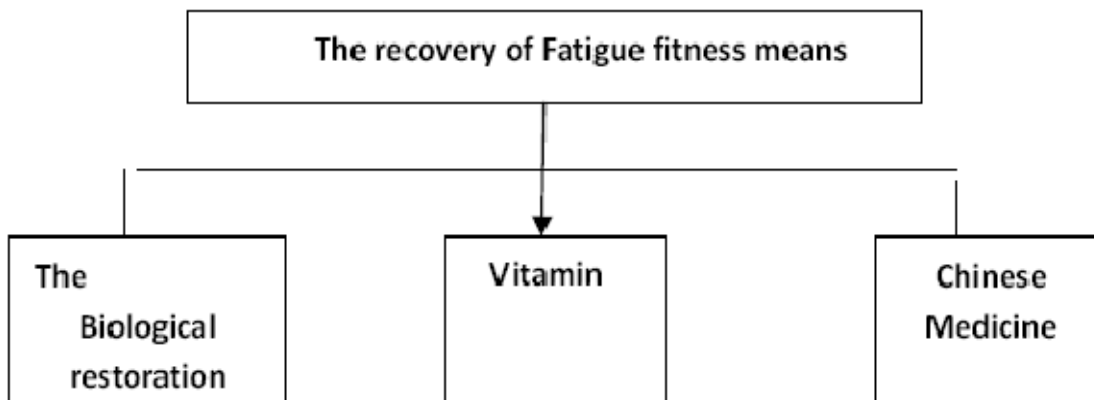 The recovery of Fatigue fitness means
The
Biological
restoration
Vitamin
Chinese
Medicine